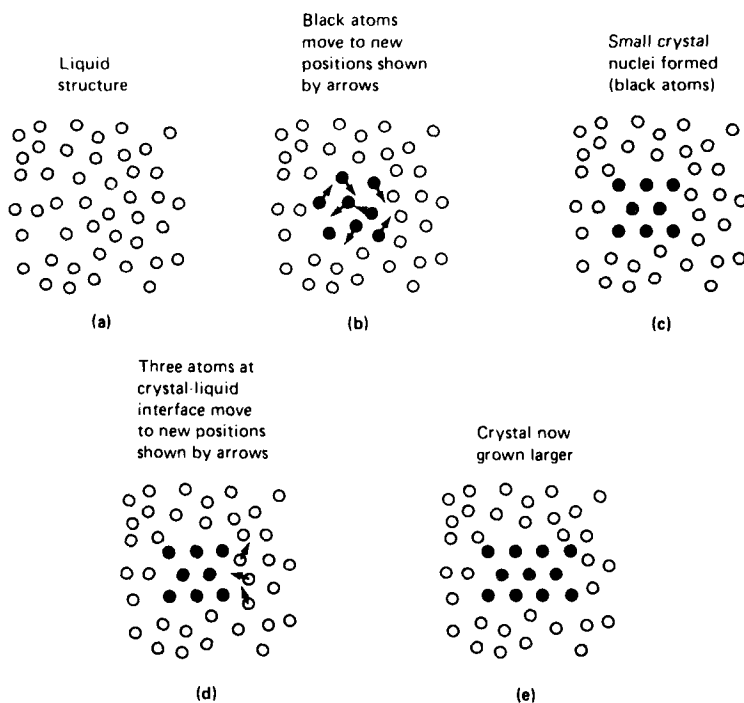 Liquid
structure
Black atoms
move to new
positions shown
by arrows
Small crystal
nuclei formed
(black atoms)
(a)
(b)
(c)
Three atoms at
crystal-liquid
interface move
to new positions
shown by arrows
Crystal now
grown larger
(d)
(e)